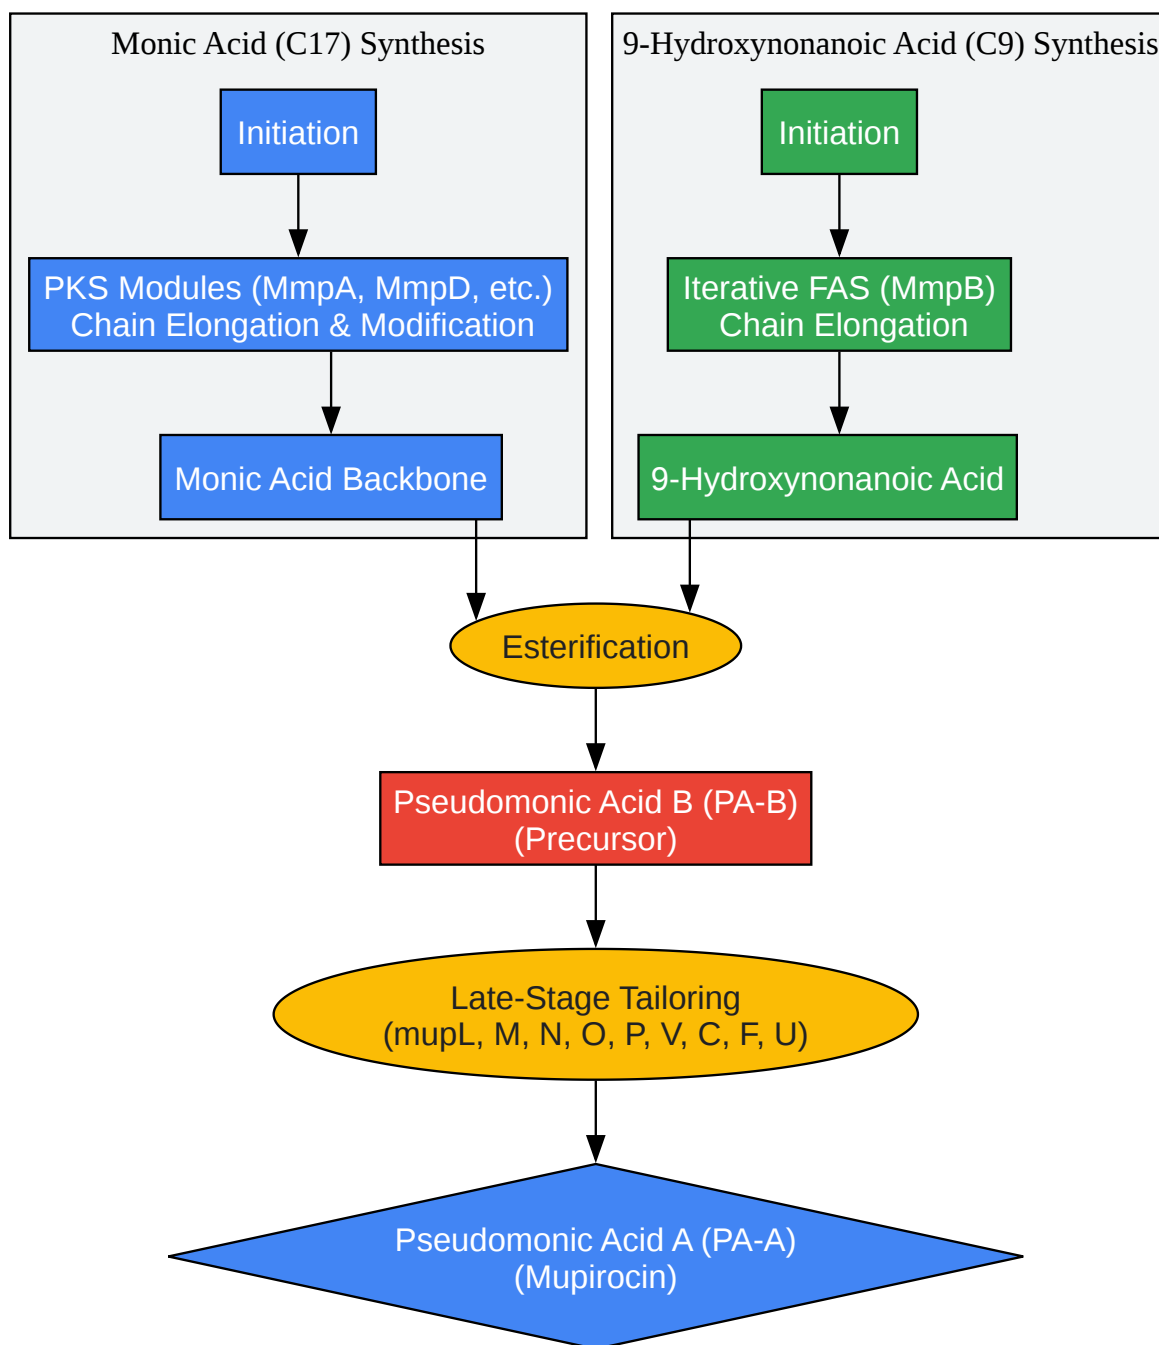 Monic Acid (C17) Synthesis
Initiation
PKS Modules (MmpA, MmpD, etc.)
Chain Elongation & Modification
Monic Acid Backbone
9-Hydroxynonanoic Acid (C9) Synthesis
Initiation
Iterative FAS (MmpB)
Chain Elongation
9-Hydroxynonanoic Acid
Esterification
Pseudomonic Acid B (PA-B)
(Precursor)
Late-Stage Tailoring
(mupL, M, N, O, P, V, C, F, U)
Pseudomonic Acid A (PA-A)
(Mupirocin)